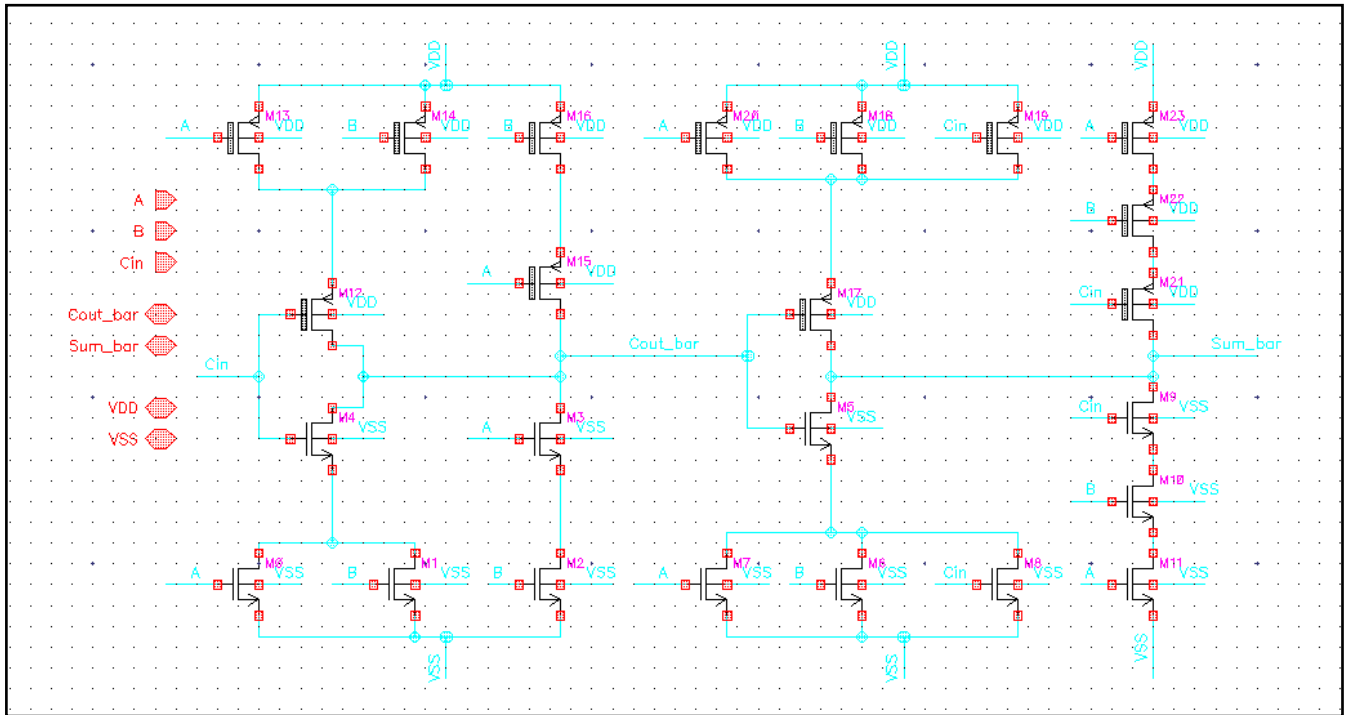 VDD VDD VDD
M13 M14 M16 M20 M18 M19 M23
A VDD B VDD B VDD A VDD B VDD Cin VDD A VDD
A
M22
B
B VDD
Cin
M15
A VDD
M12 M17 M21
VDD VDD Cin VDD
Cout_bar
Sum_bar
Cout_bar
Sum_bar
Cin
VDD
M4 M3 M5 M9
Cin VSS
VSS
VSS A VSS VSS
M10
B VSS
M0 M1 M2 M7 M6 M8 M11
A VSS B VSS B VSS A VSS B VSS Cin VSS A VSS
VSS VSS VSS